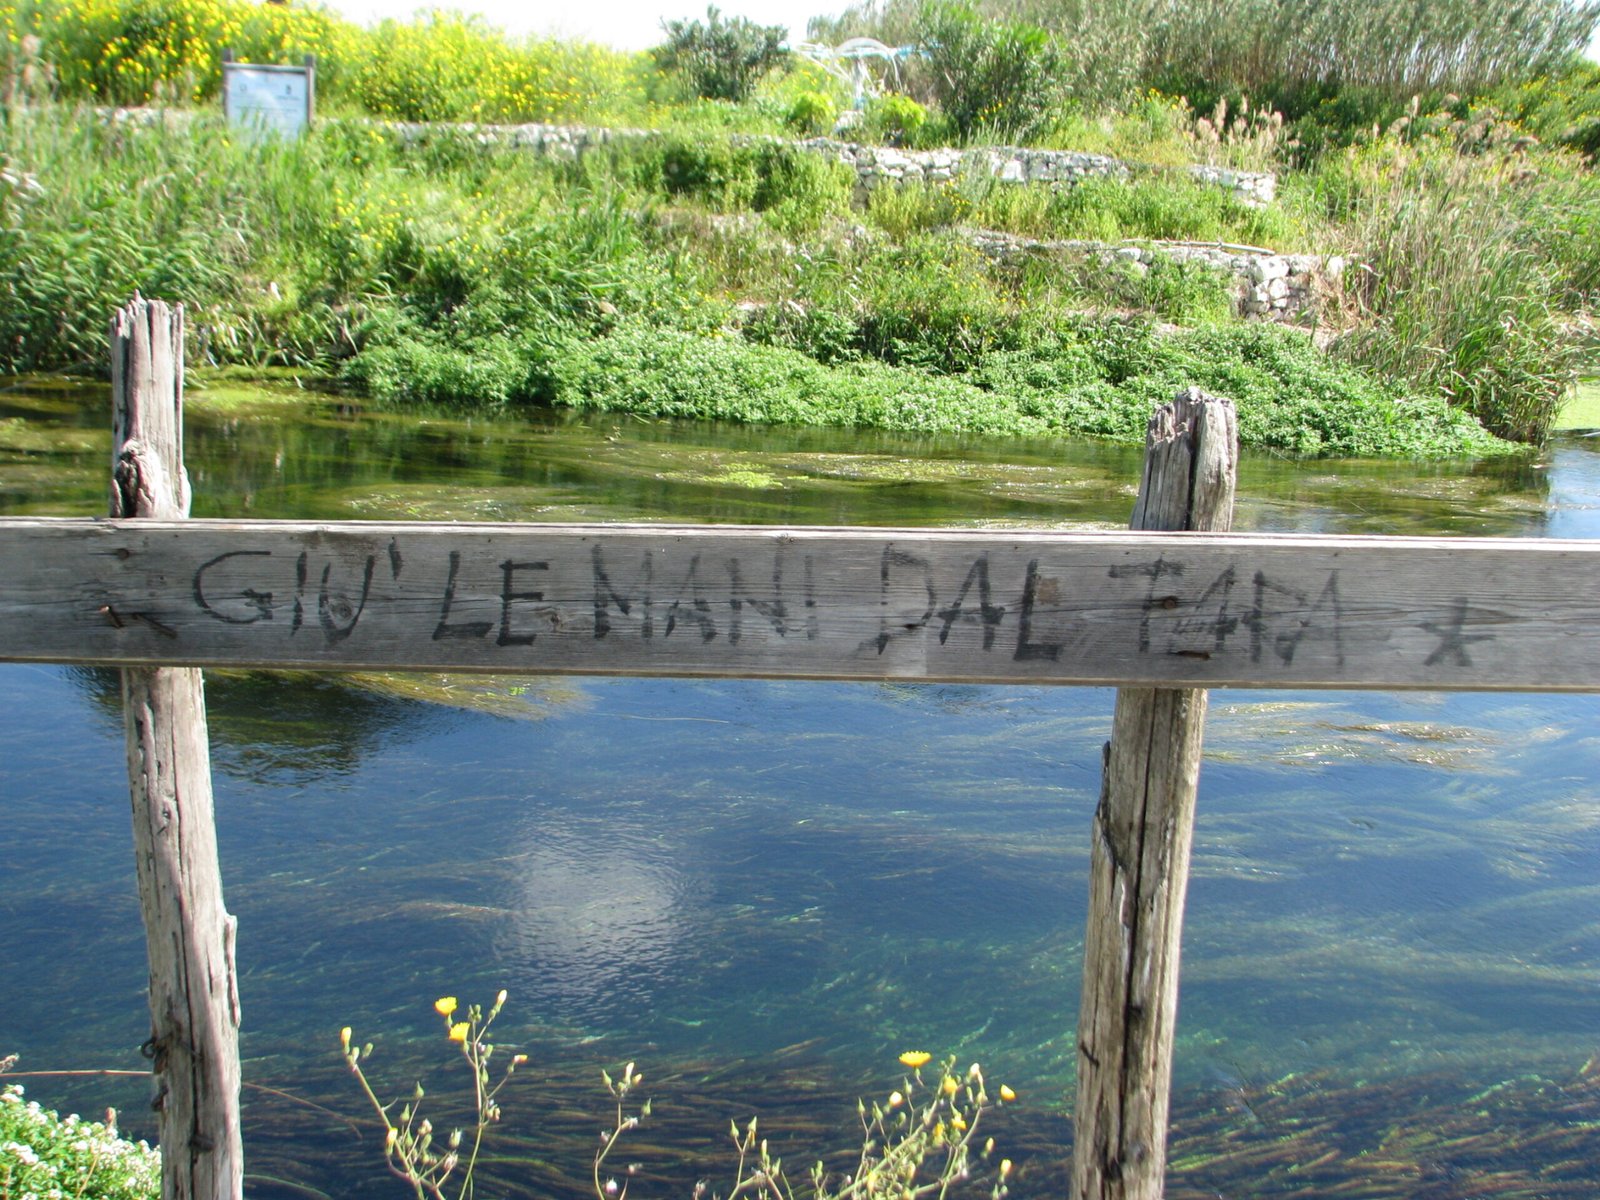 GIU' LE MANI DAL TARA